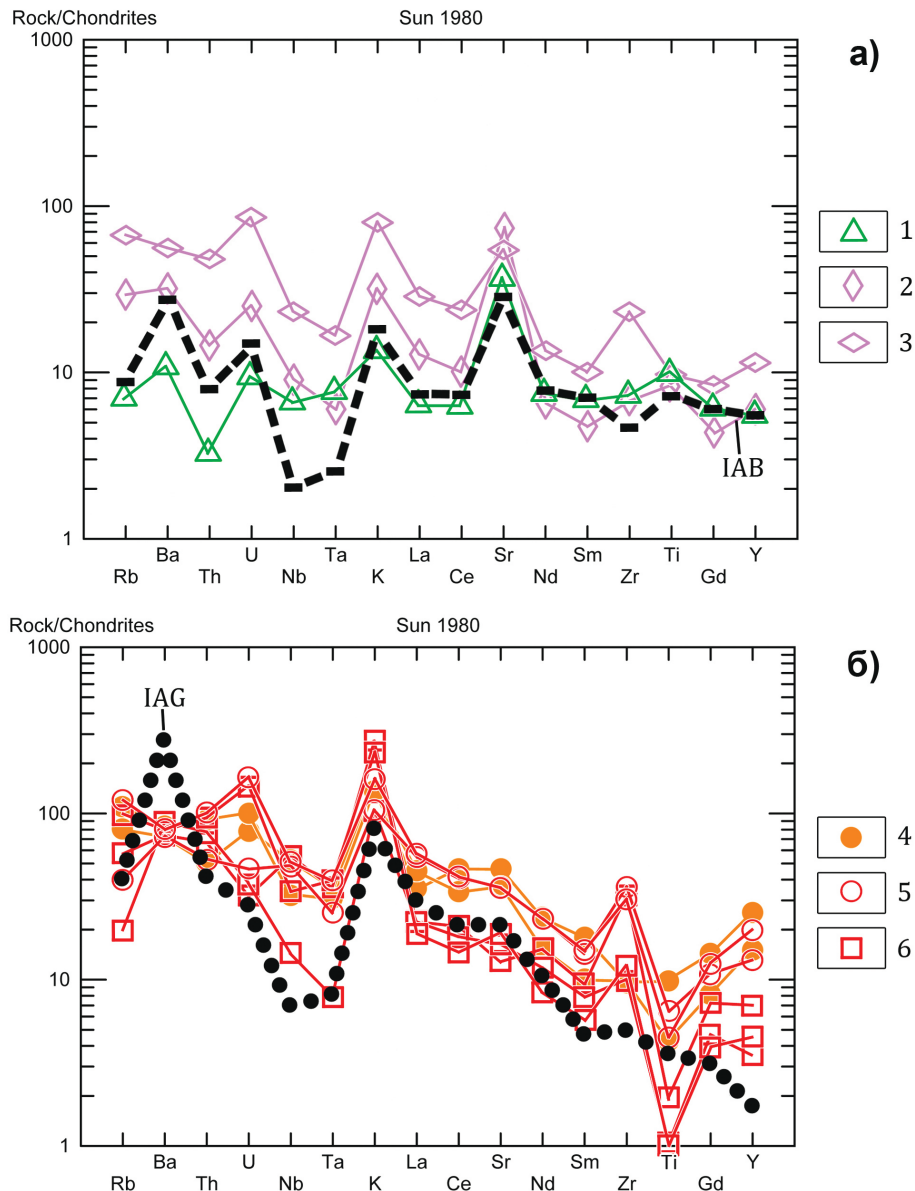 Rock/Chondrites Sun 1980
а)
1000
100
10
1
IAB
1
2
3
Ba U Ta La Sr Sm Ti Y
Rb Th Nb K Ce Nd Zr Gd
Rock/Chondrites Sun 1980
б)
1000
100
10
1
IAG
4
5
6
Ba U Ta La Sr Sm Ti Y
Rb Th Nb K Ce Nd Zr Gd